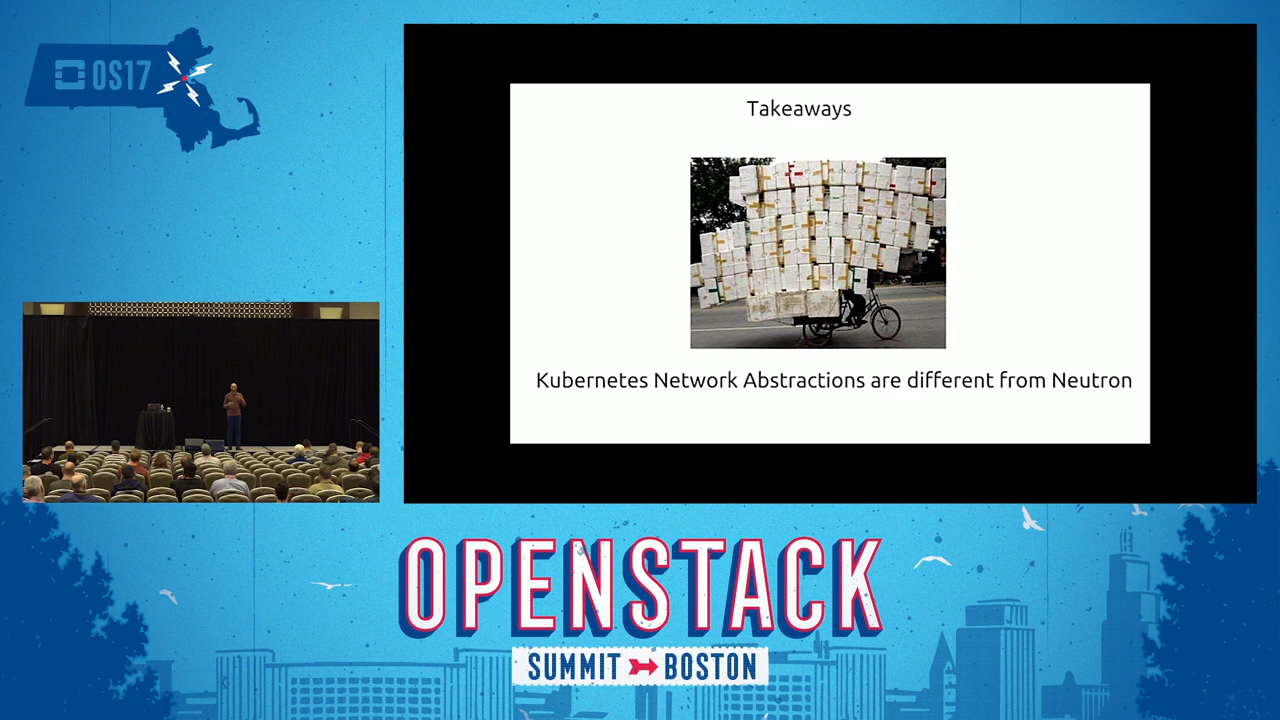 OS17
Takeaways
Kubernetes Network Abstractions are different from Neutron
OPENSTACK
SUMMIT BOSTON